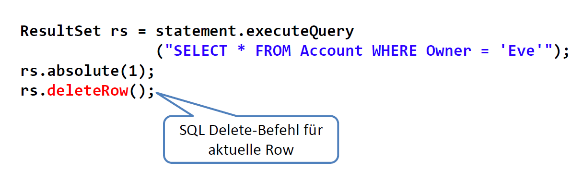 ResultSet rs = statement.executeQuery
("SELECT * FROM Account WHERE Owner = 'Eve'");
rs.absolute(1);
rs.deleteRow();
SQL Delete-Befehl für
aktuelle Row